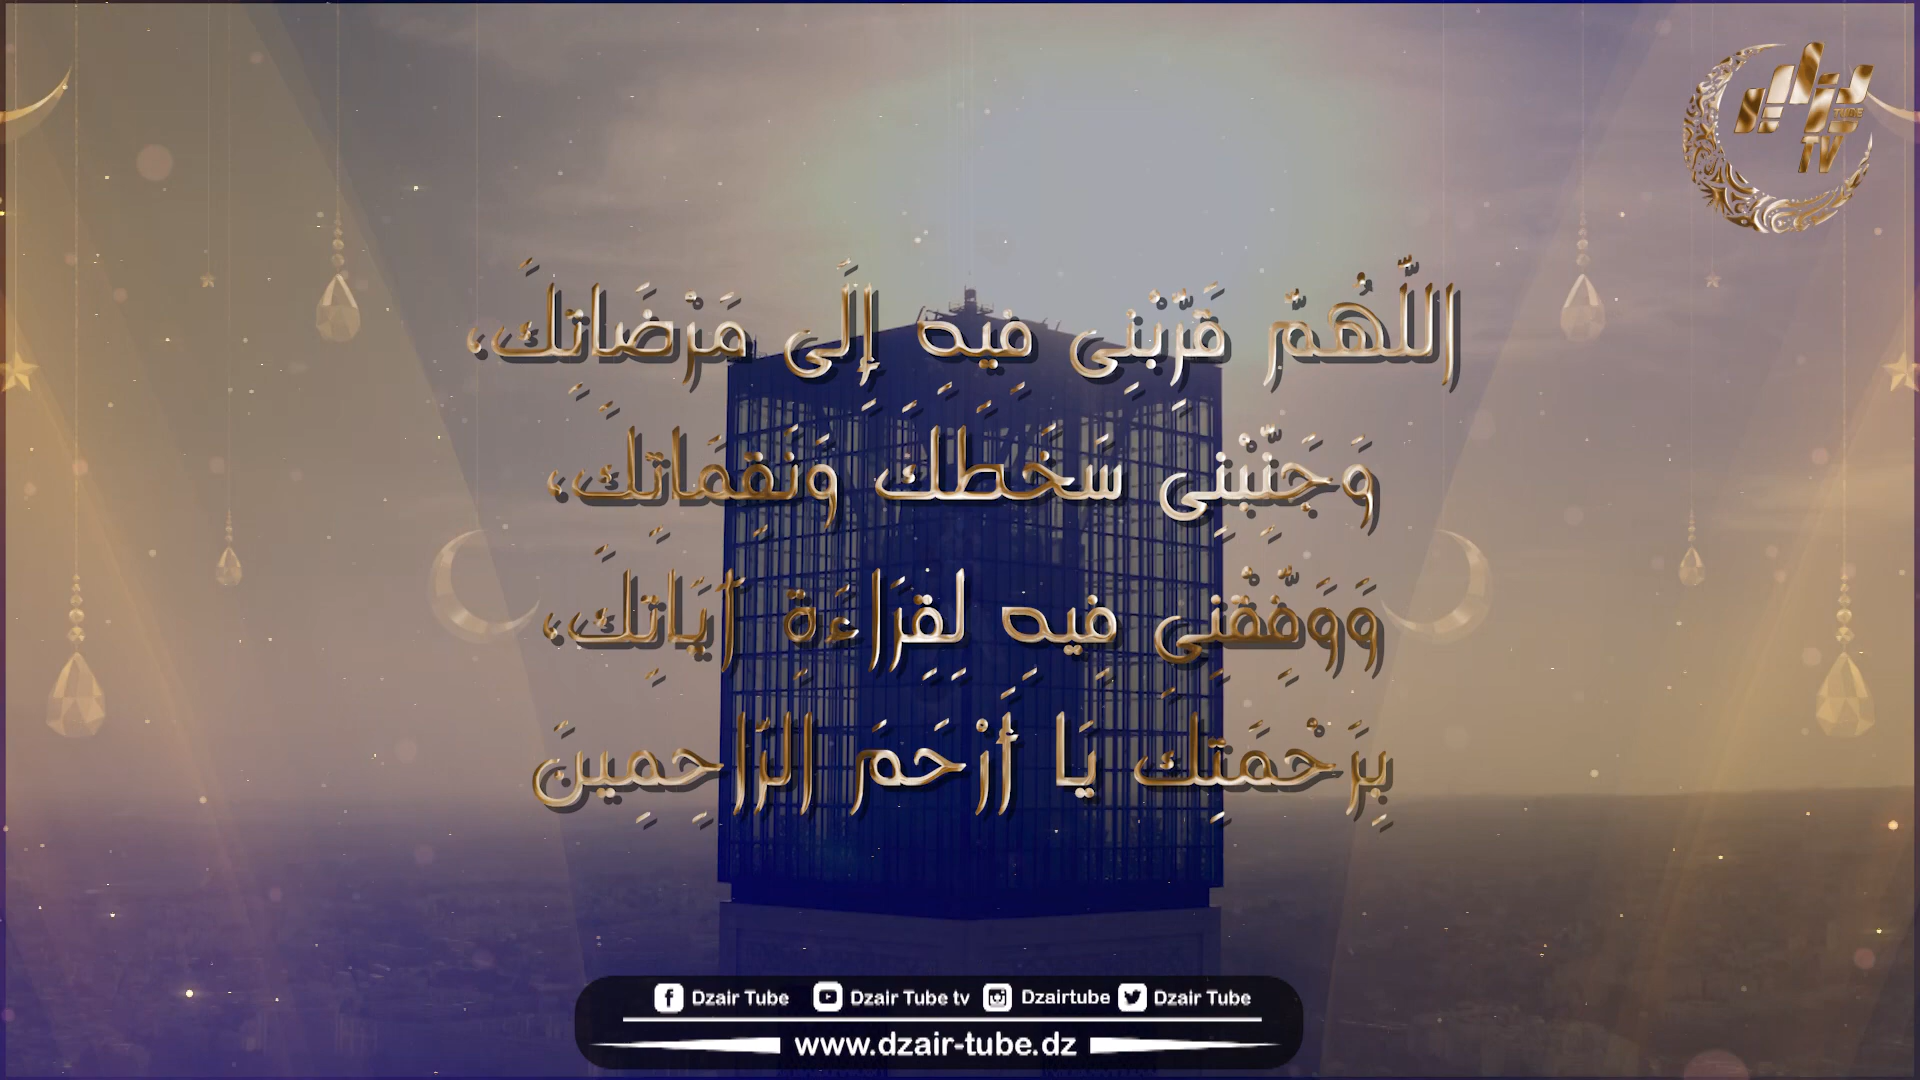 TUBE
TV
اللَّهُمَّ قَرِّبْنِى فِيهِ إِلَى مَرْضَاتِكَ،
وَجَنِّبْنِى سَخَطَكَ وَنَقِمَاتِكَ،
وَوَفِّقْنِى فِيهِ لِقِرَاءَةِ آيَاتِكَ،
بِرَحْمَتِكَ يَا أَرْحَمَ الرَّاحِمِينَ
Dzair Tube Dzair Tube tv Dzairtube Dzair Tube
www.dzair-tube.dz